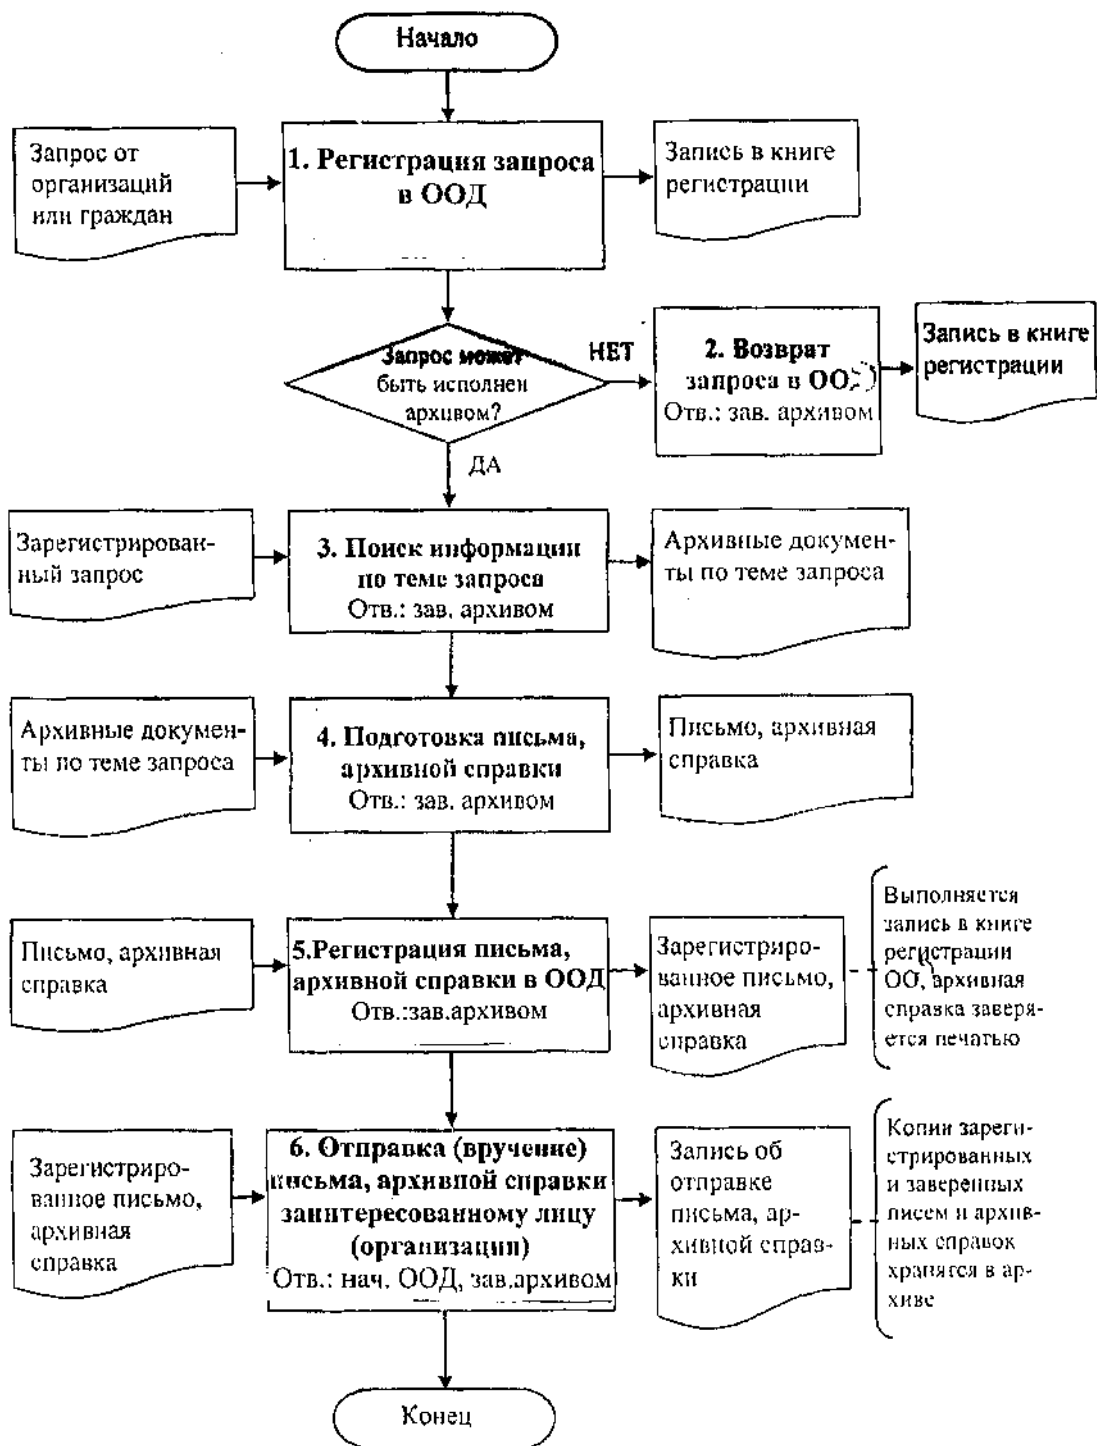 Начало
Запрос от
организаций
или граждан
1. Регистрация запроса
в ООД
Запись в книге
регистрации
Запрос может
быть исполнен
архивом?
НЕТ
2. Возврат
запроса в ООД
Отв.: зав. архивом
Запись в книге
регистрации
ДА
Зарегистрирован-
ный запрос
3. Поиск информации
по теме запроса
Отв.: зав. архивом
Архивные докумен-
ты по теме запроса
Архивные докумен-
ты по теме запроса
4. Подготовка письма,
архивной справки
Отв.: зав. архивом
Письмо, архивная
справка
Письмо, архивная
справка
5.Регистрация письма,
архивной справки в ООД
Отв.:зав.архивом
Зарегистриро-
ванное письмо,
архивная
справка
Выполняется
запись в книге
регистрации
ОО, архивная
справка заверя-
ется печатью
Зарегистриро-
ванное письмо,
архивная
справка
6. Отправка (вручение)
письма, архивной справки
заинтересованному лицу
(организации)
Отв.: нач. ООД, зав.архивом
Запись об
отправке
письма, ар-
хивной справ-
ки
Копии зареги-
стрированных
и заверенных
писем и архив-
ных справок
хранятся в ар-
хиве
Конец